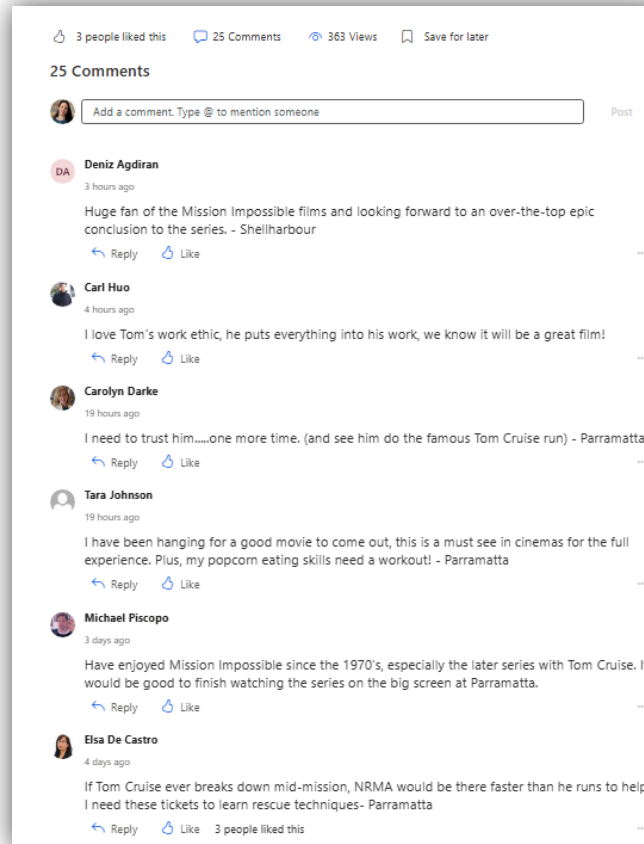 3 people liked this 25 Comments 363 Views Save for later
25 Comments
Add a comment. Type @ to mention someone Post
DA Deniz Agdiran
3 hours ago
Huge fan of the Mission Impossible films and looking forward to an over-the-top epic
conclusion to the series. - Shellharbour
Reply Like
Carl Huo
4 hours ago
I love Tom's work ethic, he puts everything into his work, we know it will be a great film!
Reply Like
Carolyn Darke
19 hours ago
I need to trust him.....one more time. (and see him do the famous Tom Cruise run) - Parramatta
Reply Like
Tara Johnson
19 hours ago
I have been hanging for a good movie to come out, this is a must see in cinemas for the full
experience. Plus, my popcorn eating skills need a workout! - Parramatta
Reply Like
Michael Piscopo
3 days ago
Have enjoyed Mission Impossible since the 1970's, especially the later series with Tom Cruise.
would be good to finish watching the series on the big screen at Parramatta.
Reply Like
Elsa De Castro
4 days ago
If Tom Cruise ever breaks down mid-mission, NRMA would be there faster than he runs to help
I need these tickets to learn rescue techniques- Parramatta
Reply Like 3 people liked this